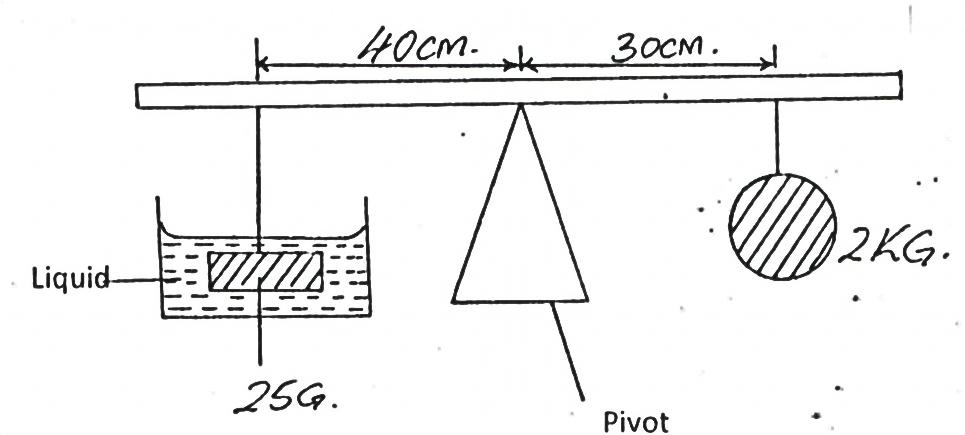 40CM.
30CM.
2KG.
Liquid
25G.
Pivot